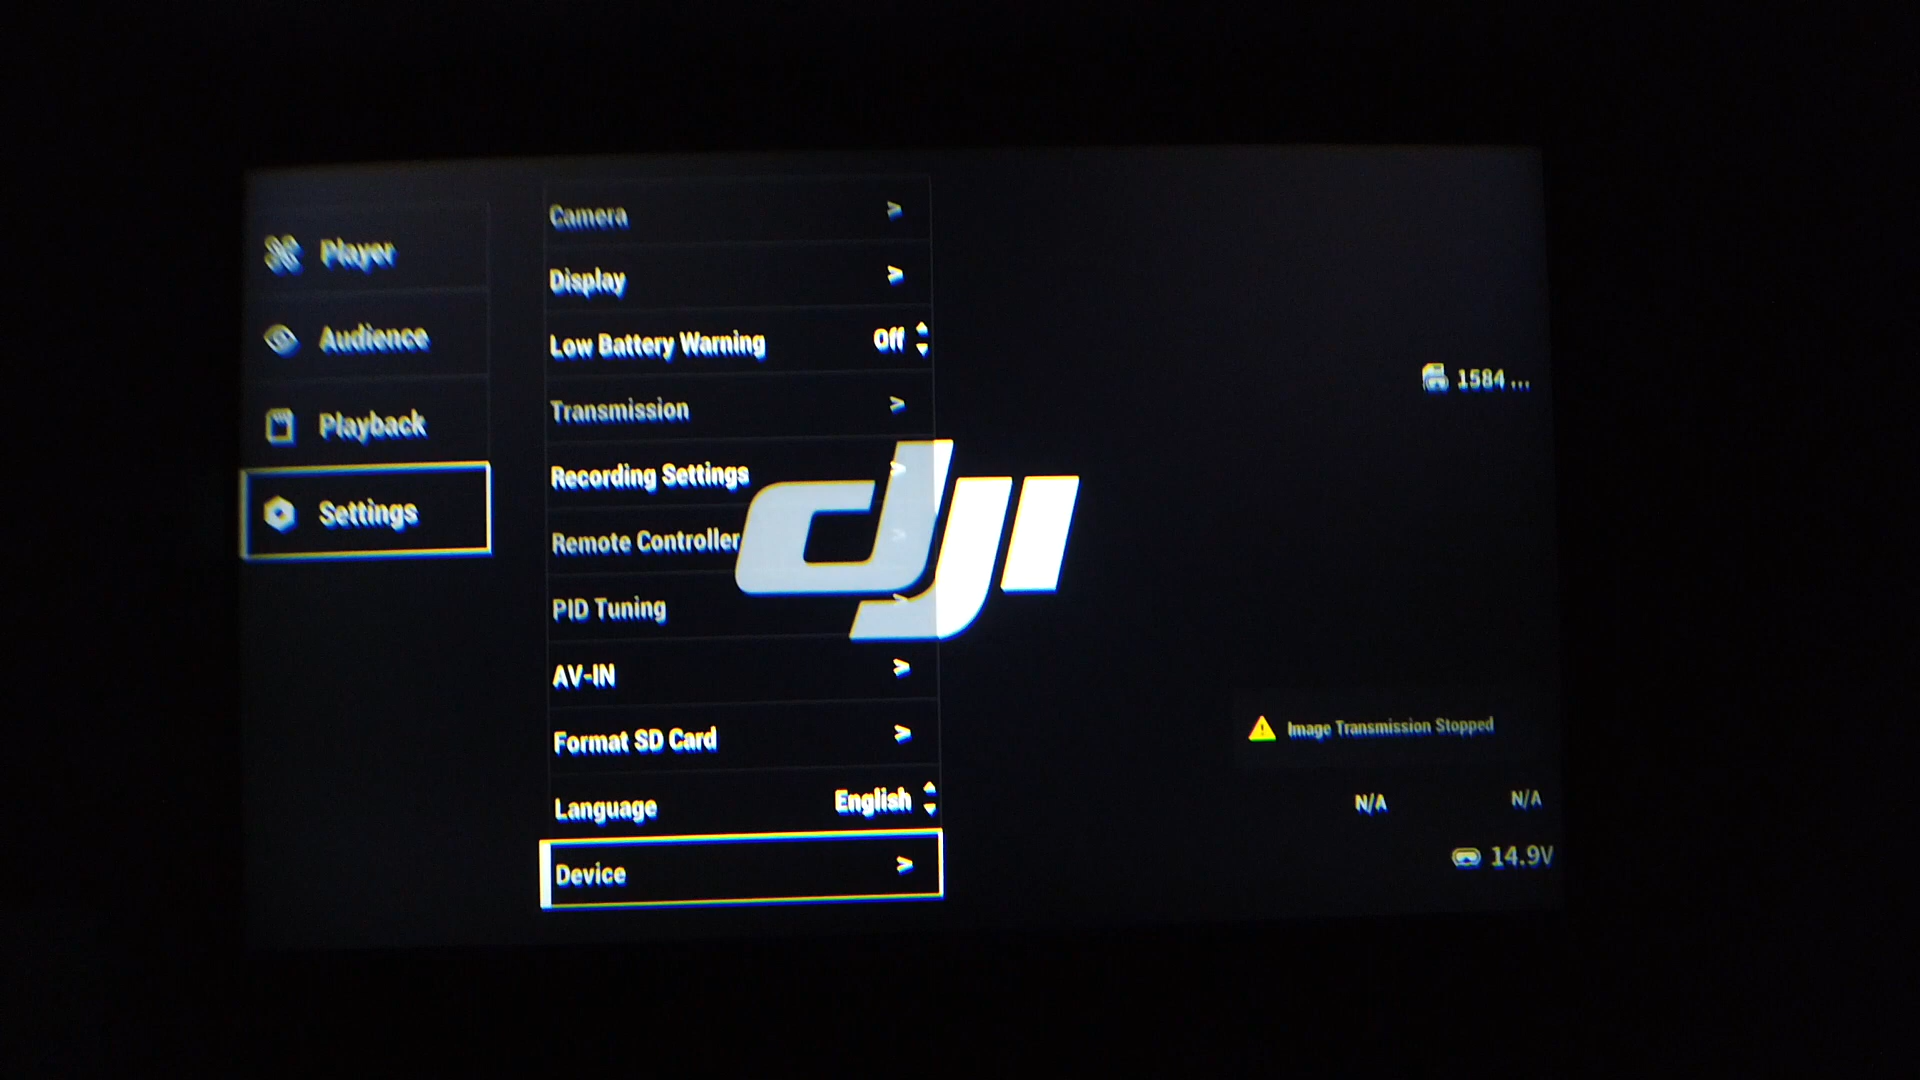 Player
Audience
Playback
Settings
Camera >
Display >
Low Battery Warning Off
Transmission >
Recording Settings >
Remote Controller >
PID Tuning >
AV-IN >
Format SD Card >
Language English
Device >
dji
1584 ...
Image Transmission Stopped
N/A N/A
14.9V